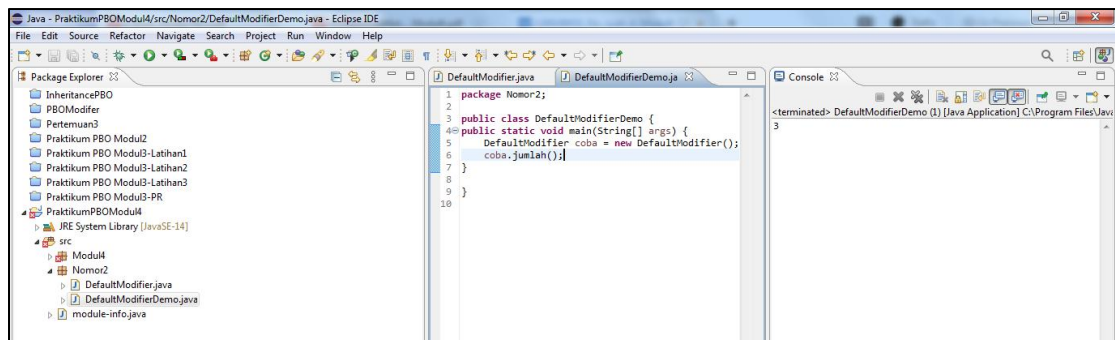 Java - PraktikumPBOModul4/src/Nomor2/DefaultModifierDemo.java - Eclipse IDE
File Edit Source Refactor Navigate Search Project Run Window Help
Package Explorer
InheritancePBO
PBOModifer
Pertemuan3
Praktikum PBO Modul2
Praktikum PBO Modul3-Latihan1
Praktikum PBO Modul3-Latihan2
Praktikum PBO Modul3-Latihan3
Praktikum PBO Modul3-PR
PraktikumPBOModul4
JRE System Library [JavaSE-14]
src
Modul4
Nomor2
DefaultModifier.java
DefaultModifierDemo.java
module-info.java
DefaultModifier.java
DefaultModifierDemo.ja
1 package Nomor2;
2
3 public class DefaultModifierDemo {
4 public static void main(String[] args) {
5 DefaultModifier coba = new DefaultModifier();
6 coba.jumlah();
7 }
8
9 }
10
Console
<terminated> DefaultModifierDemo (1) [Java Application] C:\Program Files\Java
3